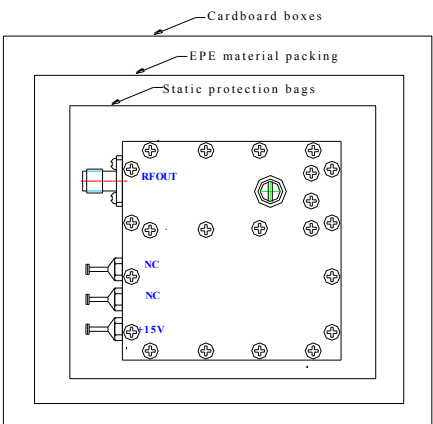 Cardboard boxes
EPE material packing
Static protection bags
RFOUT
NC
NC
+15V